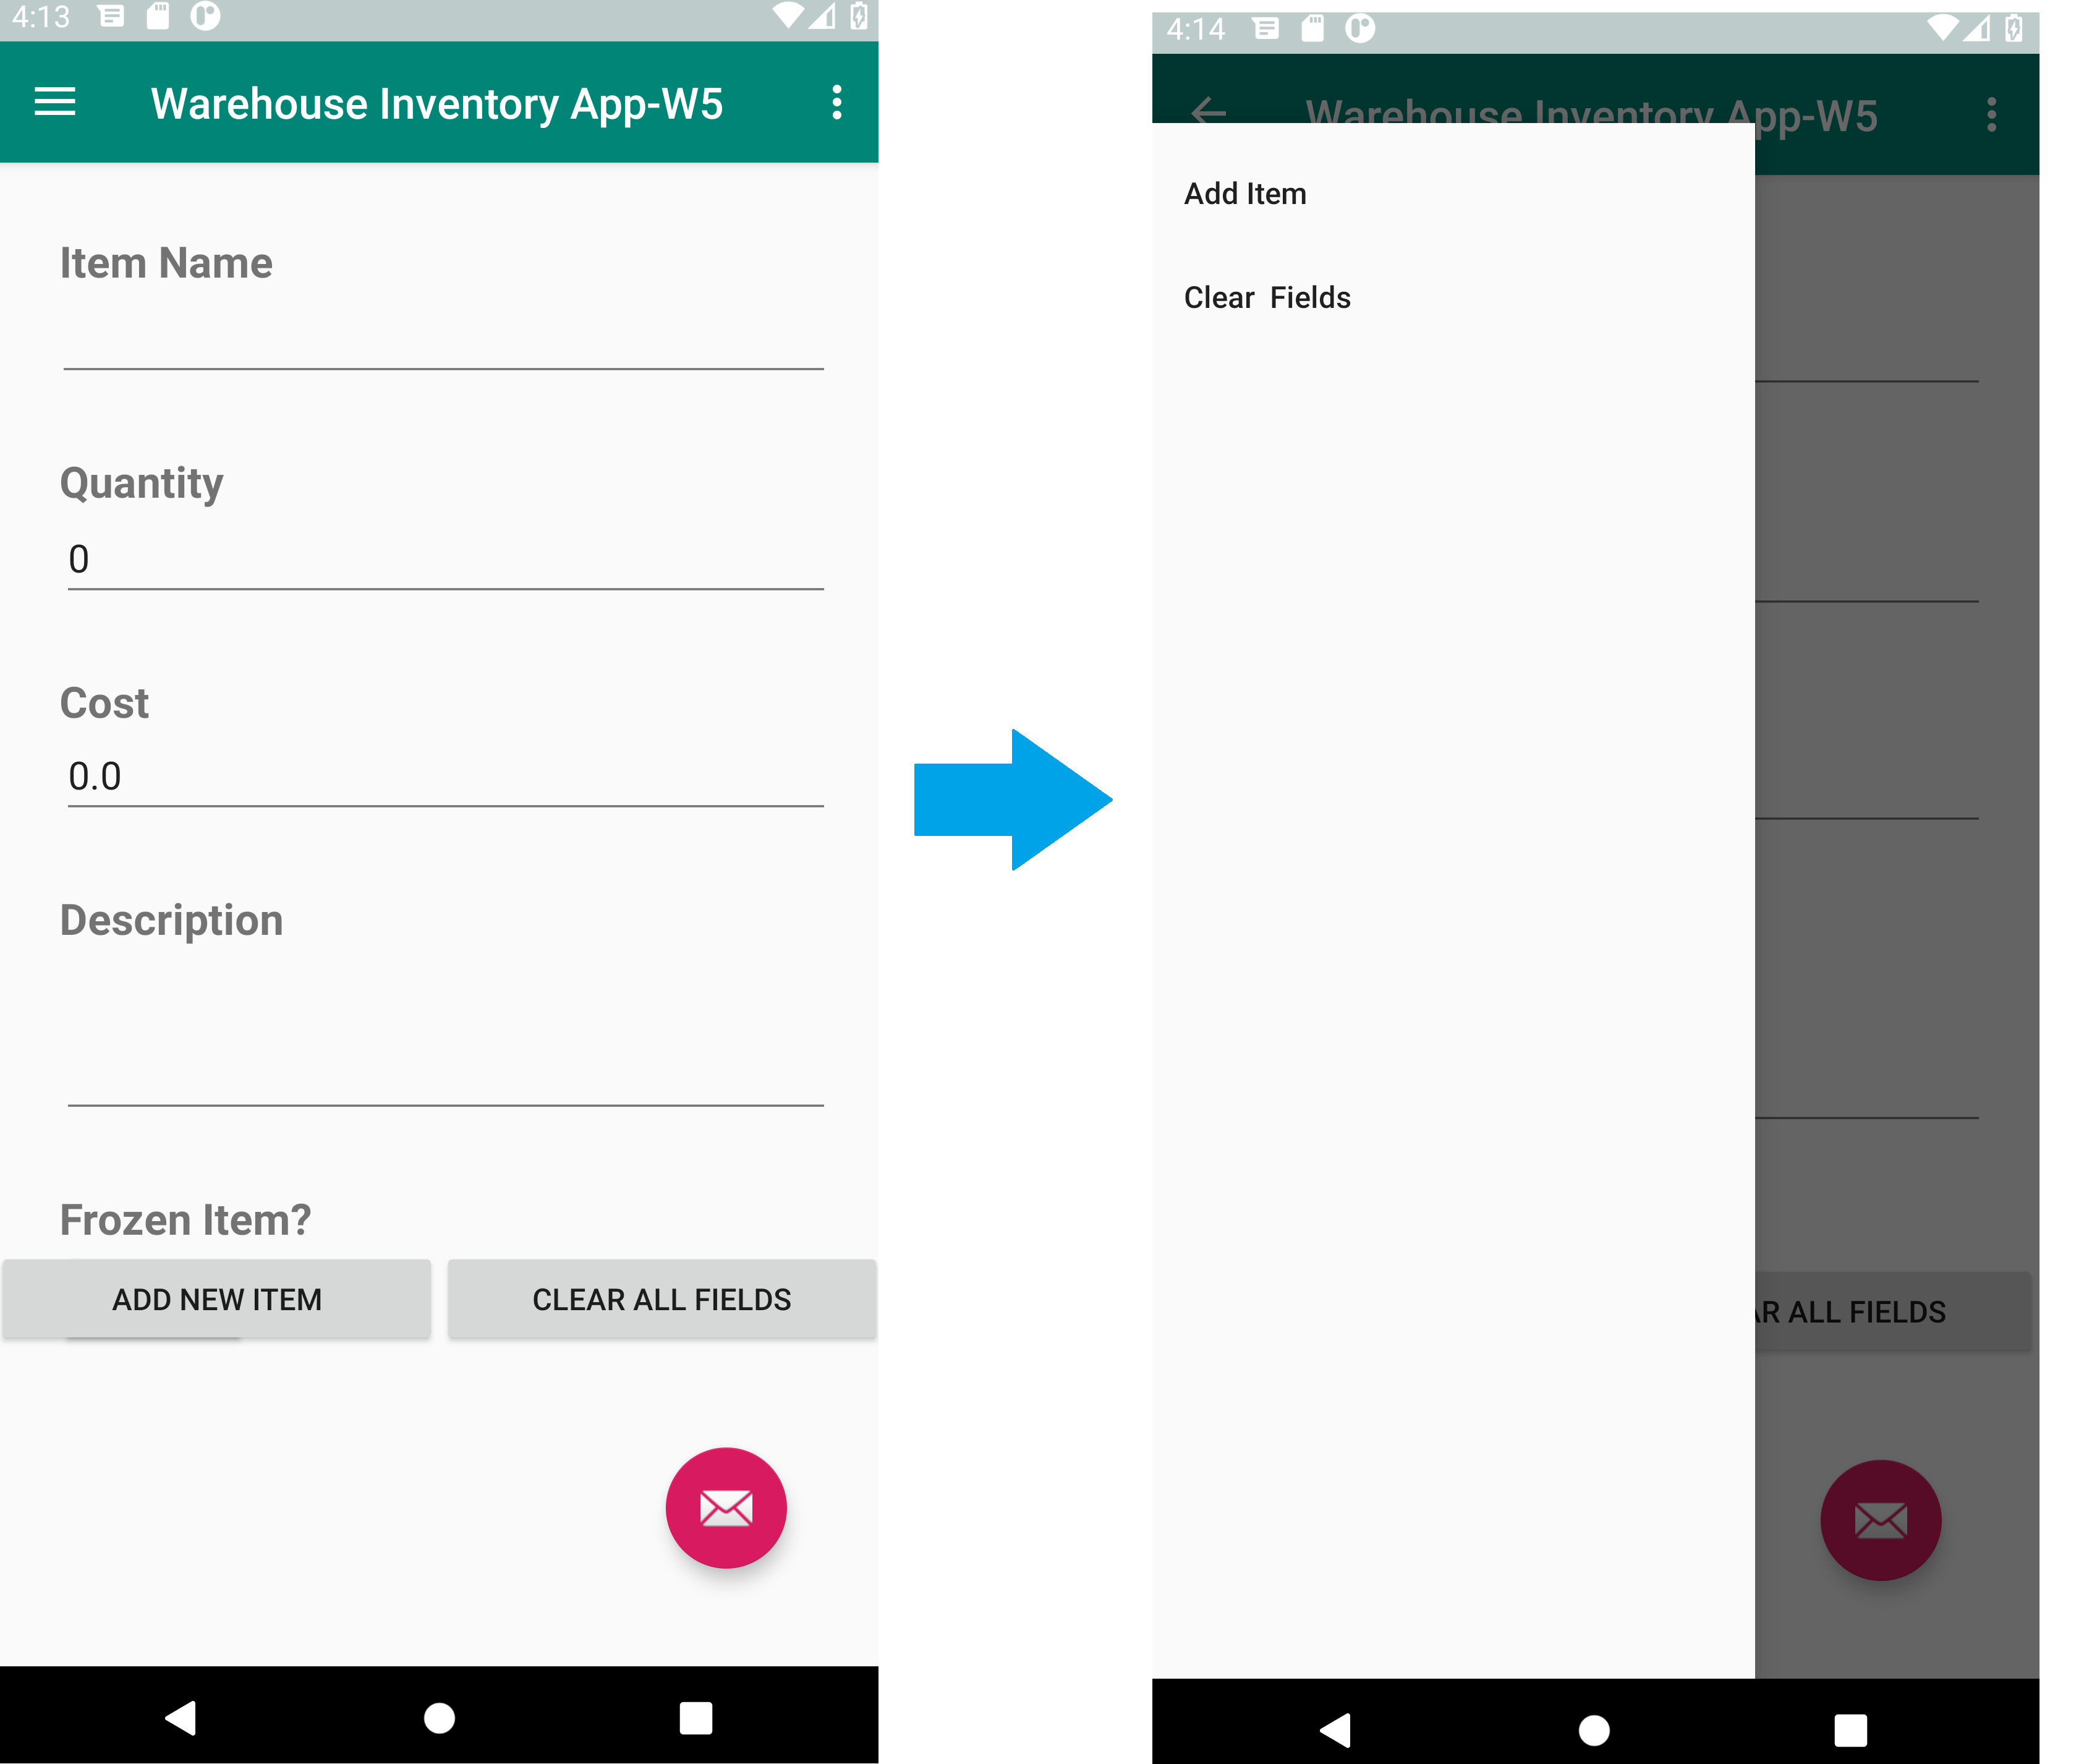 4:13
Warehouse Inventory App-W5
Item Name
Quantity
0
Cost
0.0
Description
Frozen Item?
ADD NEW ITEM
CLEAR ALL FIELDS
4:14
Warehouse Inventory App-W5
Add Item
Clear  Fields
R ALL FIELDS